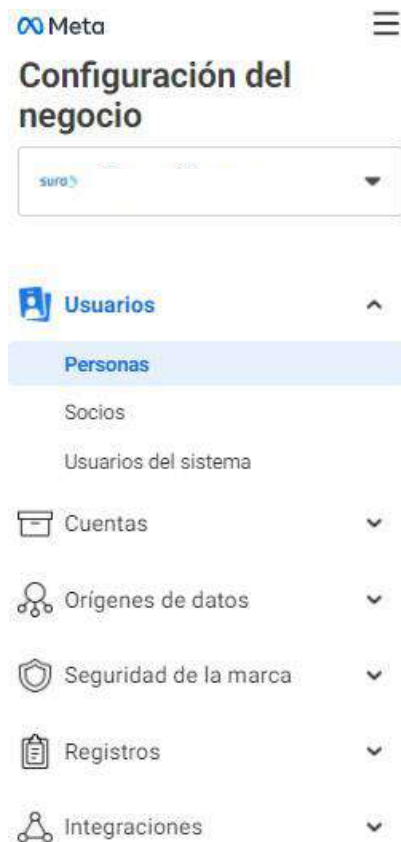 Meta
Configuración del
negocio
sura
Usuarios
Personas
Socios
Usuarios del sistema
Cuentas
Orígenes de datos
Seguridad de la marca
Registros
Integraciones